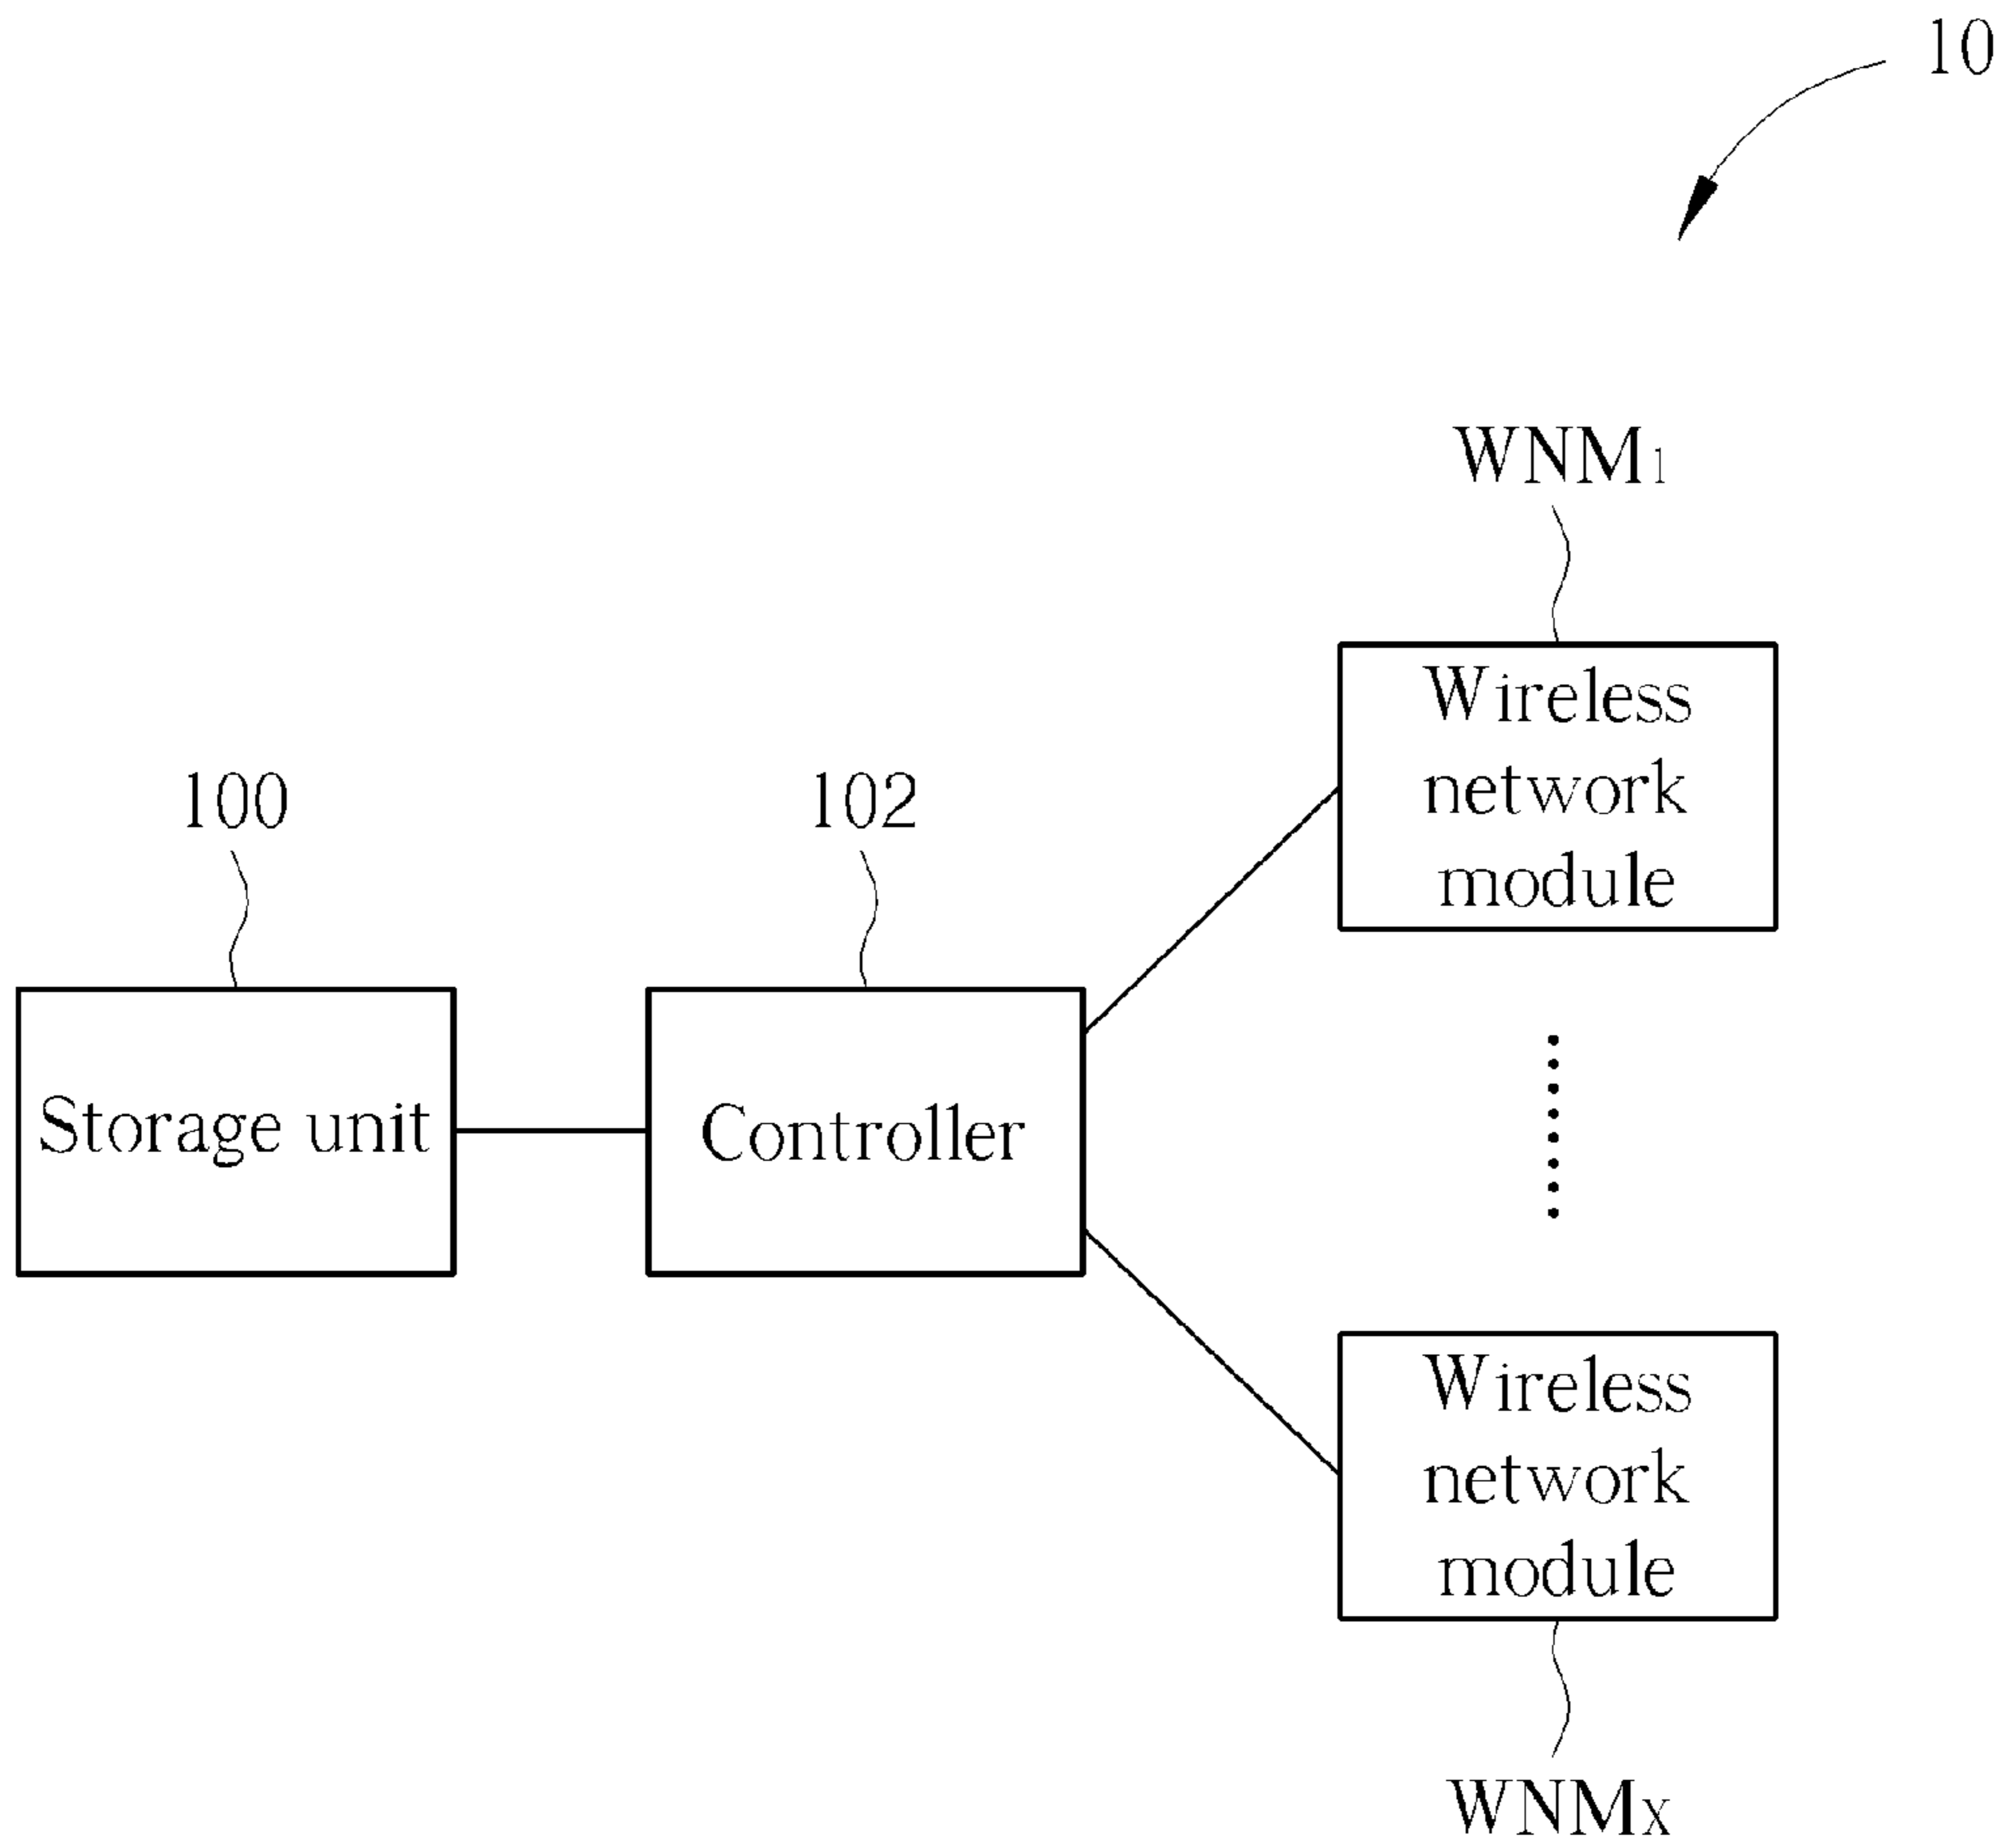 10
WNM1
Wireless
network
module
100
102
Storage unit
Controller
Wireless
network
module
WNMX